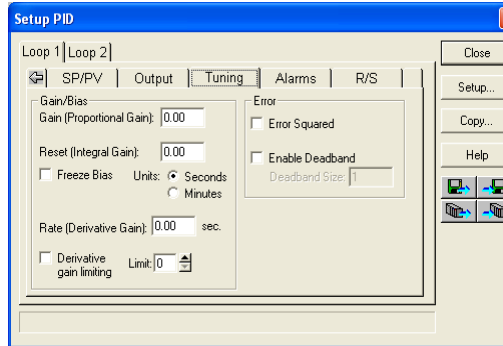 Setup PID
Loop 1 Loop 2
Close
SP/PV Output Tuning Alarms R/S
Setup...
Gain/Bias
Error
Gain (Proportional Gain): 0.00
Error Squared
Copy...
Reset (Integral Gain): 0.00
Enable Deadband
Help
Freeze Bias Units: Seconds
Deadband Size: 1
Minutes
Rate (Derivative Gain): 0.00 sec.
Derivative
gain limiting Limit: 0